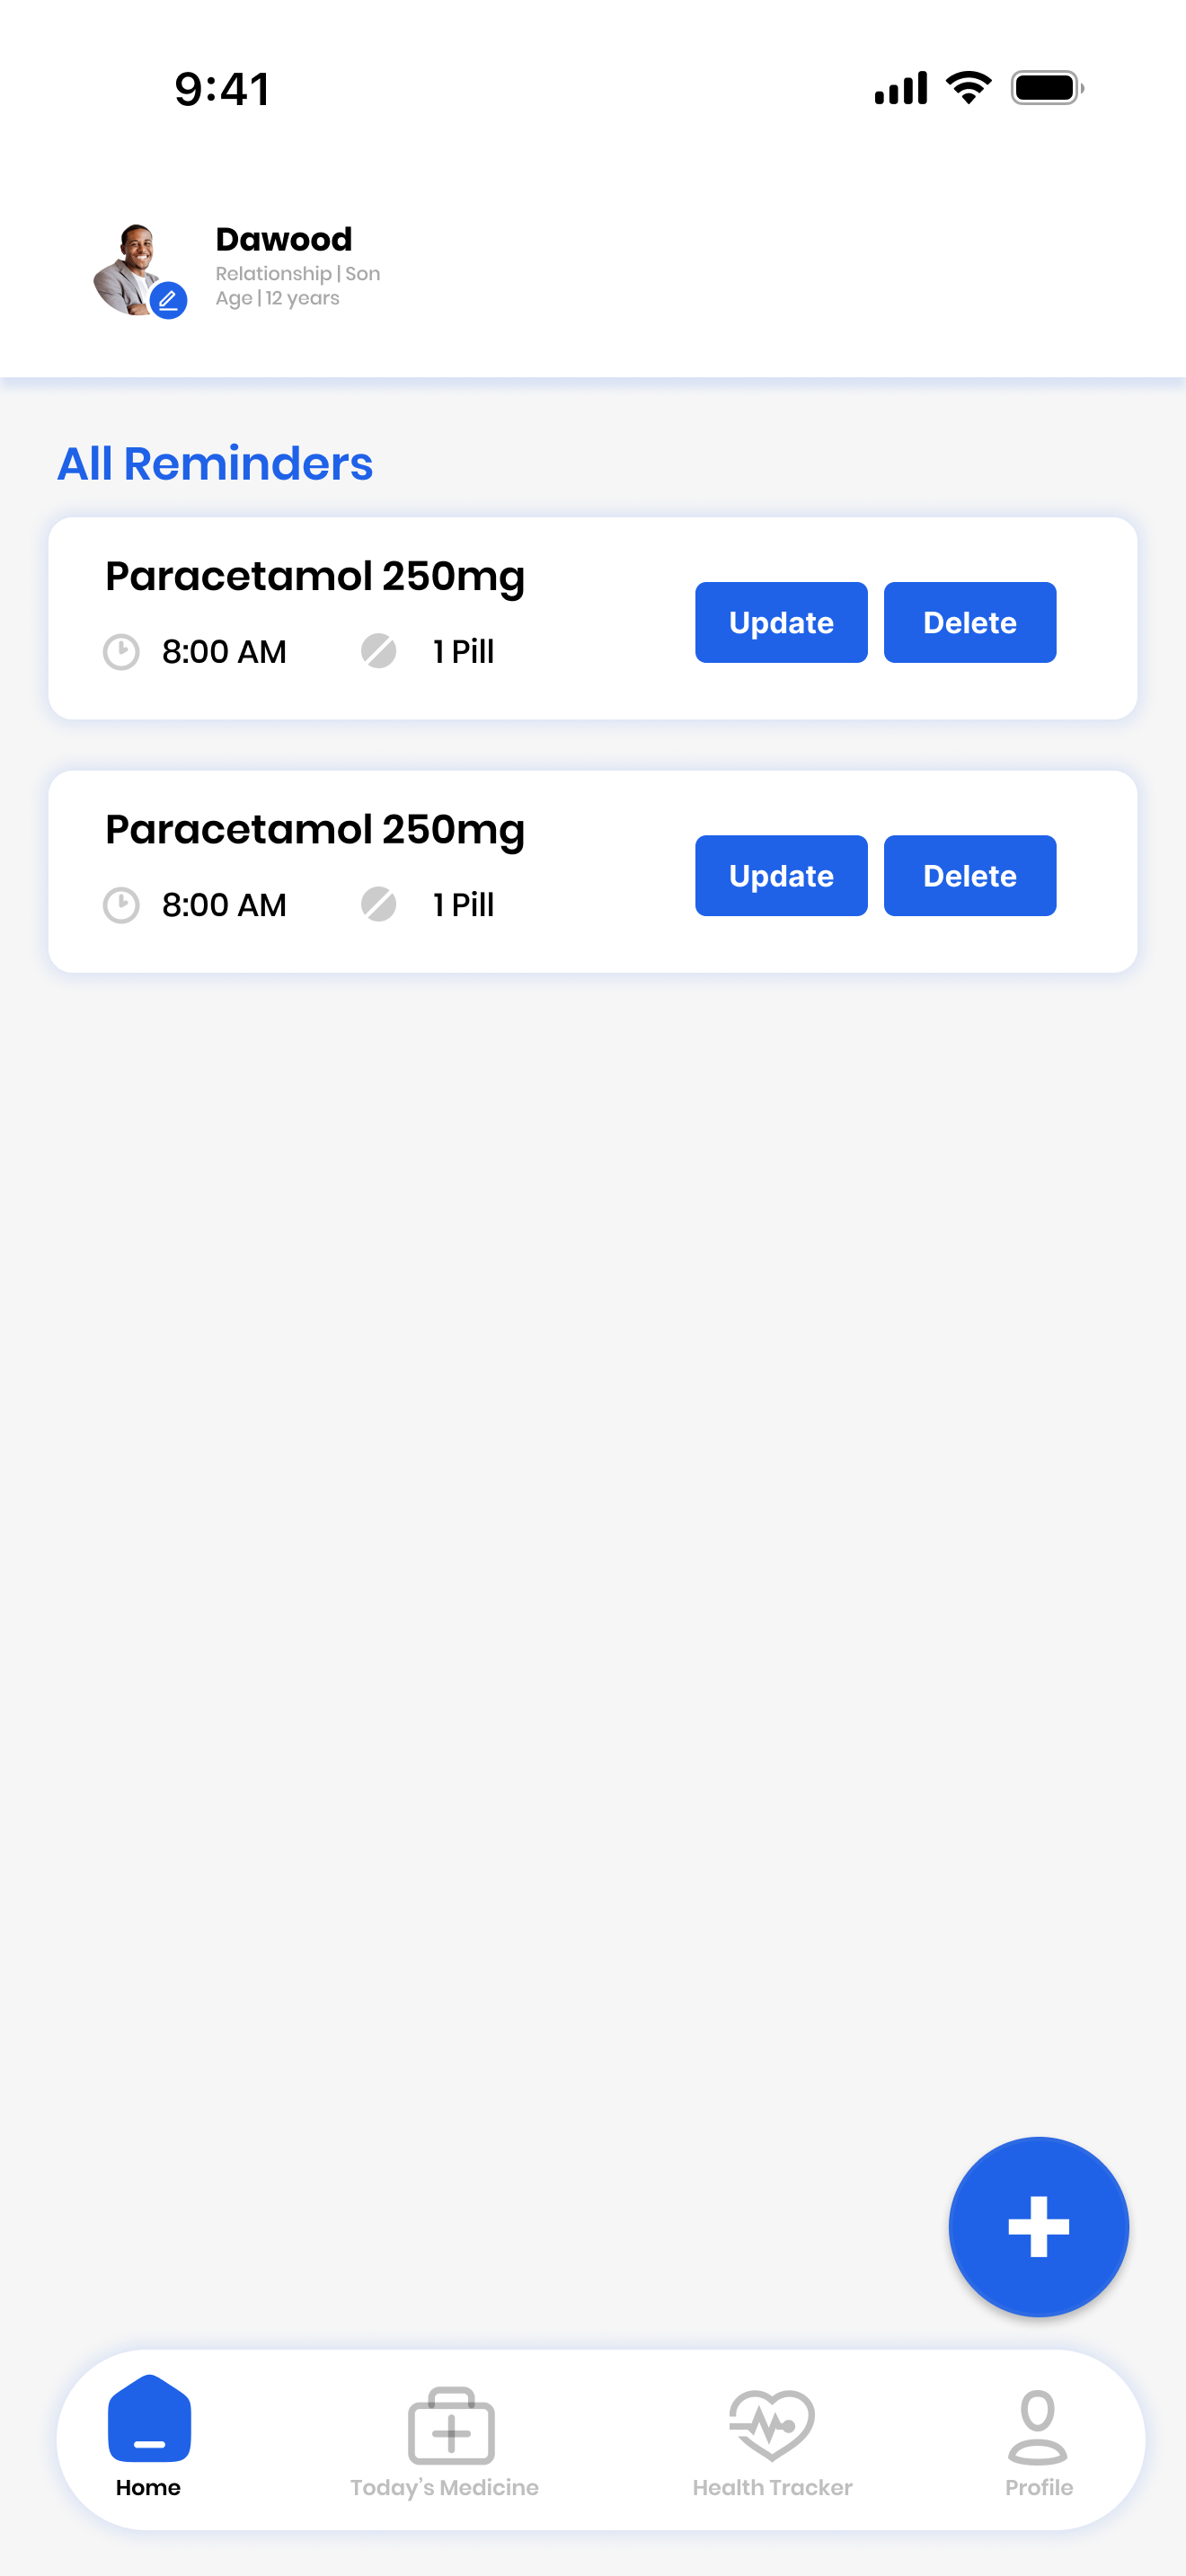 9:41
Dawood
Relationship | Son
Age | 12 years
All Reminders
Paracetamol 250mg
8:00 AM 1 Pill
Update Delete
Paracetamol 250mg
8:00 AM 1 Pill
Update Delete
Home Today's Medicine Health Tracker Profile